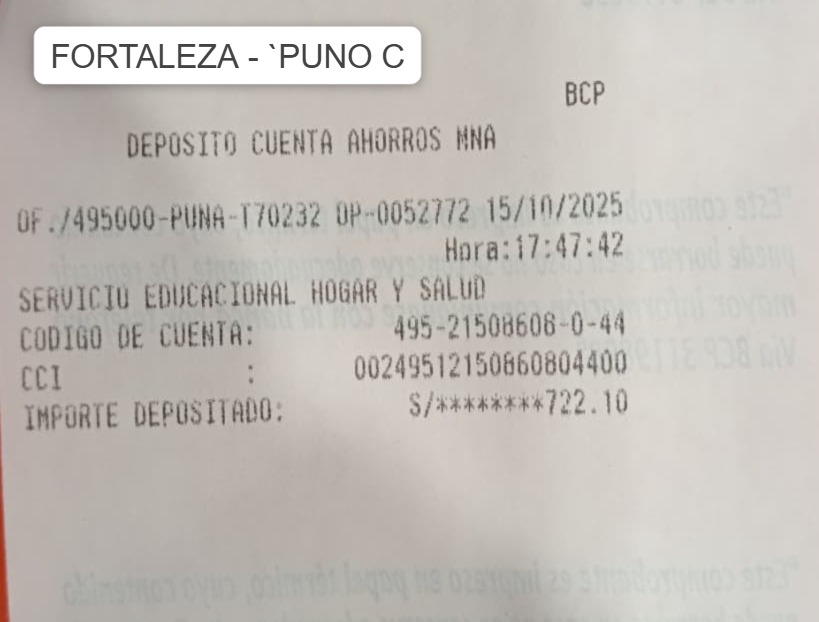 FORTALEZA - `PUNO C
BCP
DEPOSITO CUENTA AHORROS MNA
OF./495000-PUNA-T70232 OP-0052772 15/10/2025
Hora:17:47:42
SERVICIO EDUCACIONAL HOGAR Y SALUD
CODIGO DE CUENTA: 495-21508608-0-44
CCI : 00249512150860804400
IMPORTE DEPOSITADO: S/********722.10